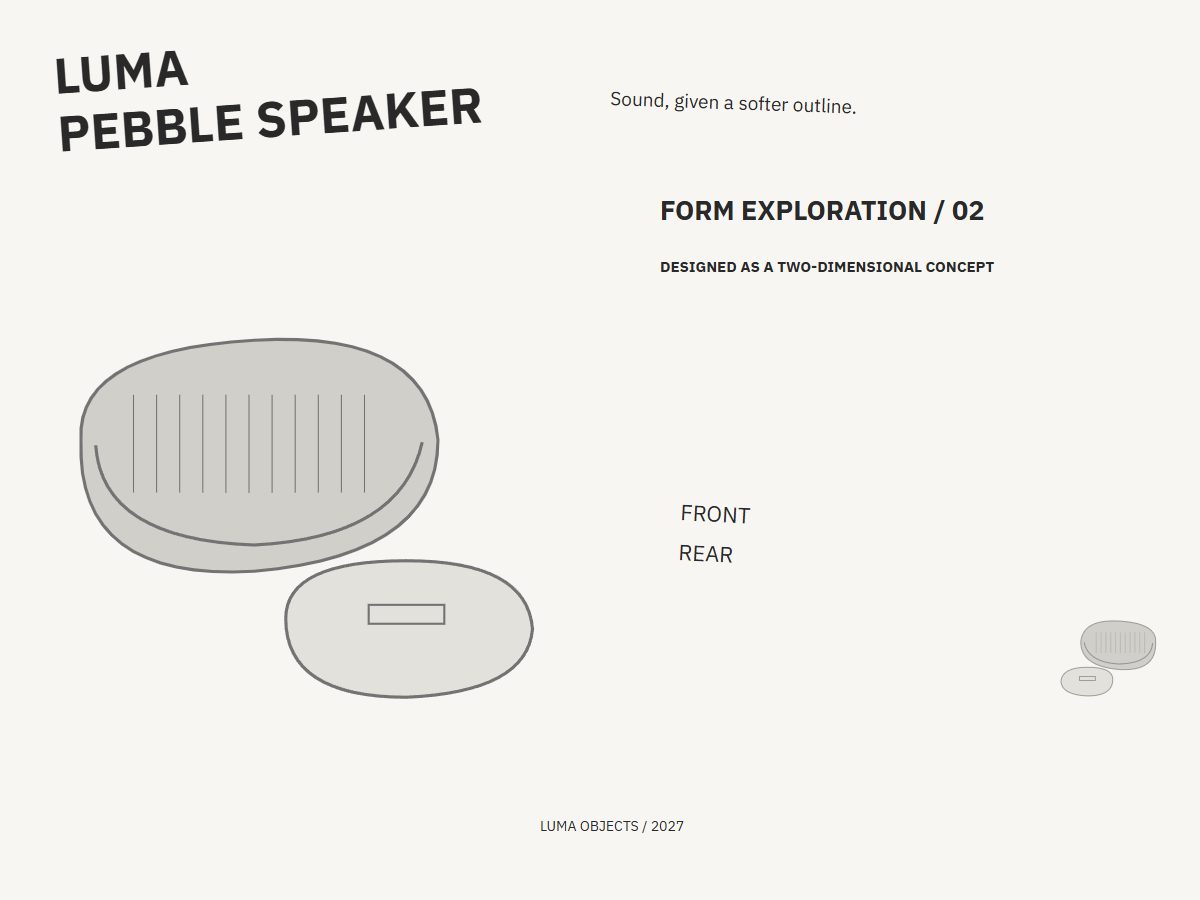 LUMA
PEBBLE SPEAKER
Sound, given a softer outline.
FORM EXPLORATION / 02
DESIGNED AS A TWO-DIMENSIONAL CONCEPT
FRONT
REAR
LUMA OBJECTS / 2027